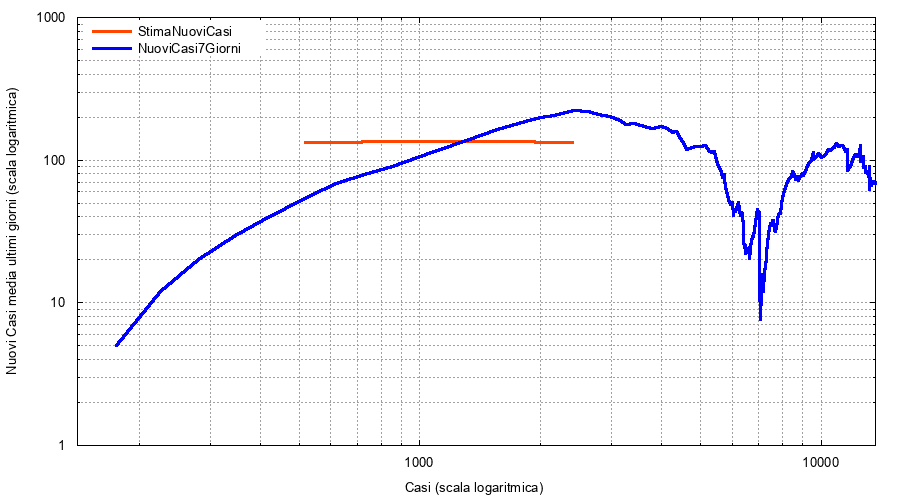 1000
StimaNuoviCasi
NuoviCasi7Giorni
100
10
1
1000
10000
Nuovi Casi media ultimi giorni (scala logaritmica)
Casi (scala logaritmica)